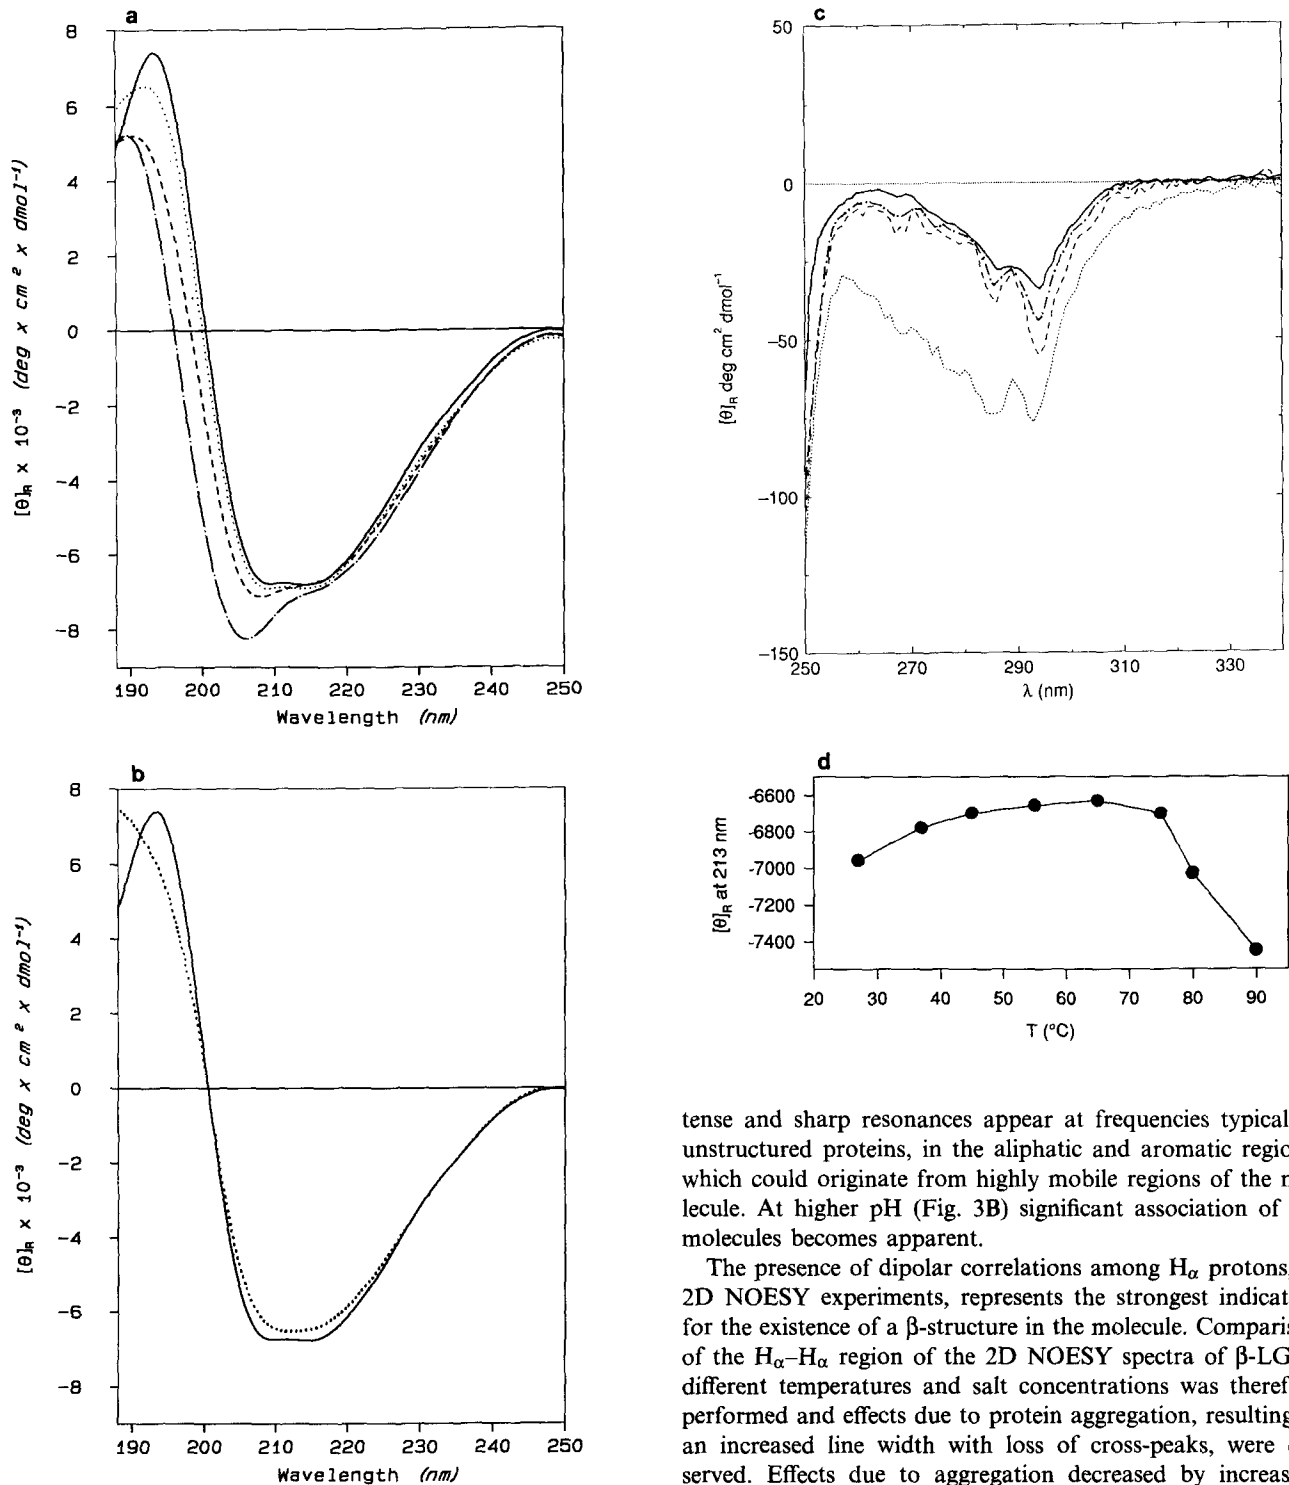 a
8
6
4
2
0
-2
-4
-6
-8
[θ]R x 10⁻³ (deg x cm² x dmol⁻¹)
190 200 210 220 230 240 250
Wavelength (nm)
b
8
6
4
2
0
-2
-4
-6
-8
[θ]R x 10⁻³ (deg x cm² x dmol⁻¹)
190 200 210 220 230 240 250
Wavelength (nm)
c
50
0
−50
−100
−150
[θ]R deg cm² dmol⁻¹
250 270 290 310 330
λ (nm)
d
-6600
-6800
-7000
-7200
-7400
[θ]R at 213 nm
20 30 40 50 60 70 80 90
T (°C)
tense and sharp resonances appear at frequencies typical
unstructured proteins, in the aliphatic and aromatic region
which could originate from highly mobile regions of the
lecule. At higher pH (Fig. 3B) significant association of
molecules becomes apparent.
The presence of dipolar correlations among Hα protons,
2D NOESY experiments, represents the strongest indicat
for the existence of a β-structure in the molecule. Comparis
of the Hα–Hα region of the 2D NOESY spectra of β-LG
different temperatures and salt concentrations was theref
performed and effects due to protein aggregation, resulting
an increased line width with loss of cross-peaks, were
served. Effects due to aggregation decreased by increas